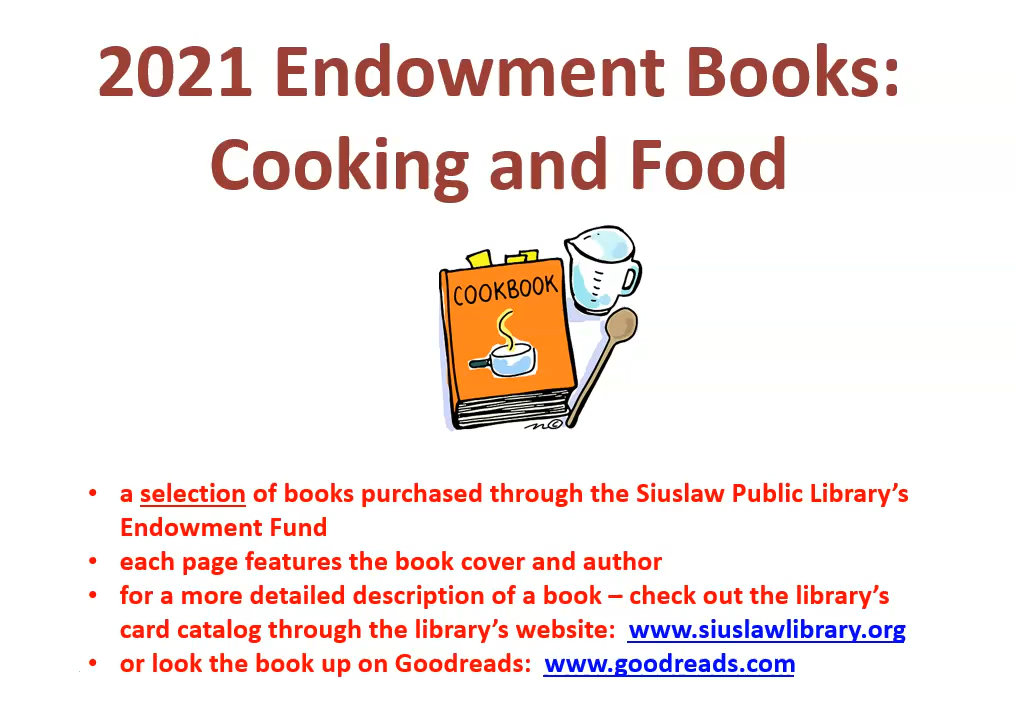 2021 Endowment Books:
Cooking and Food
COOKBOOK
• a selection of books purchased through the Siuslaw Public Library’s
Endowment Fund
• each page features the book cover and author
• for a more detailed description of a book – check out the library’s
card catalog through the library’s website: www.siuslawlibrary.org
• or look the book up on Goodreads: www.goodreads.com